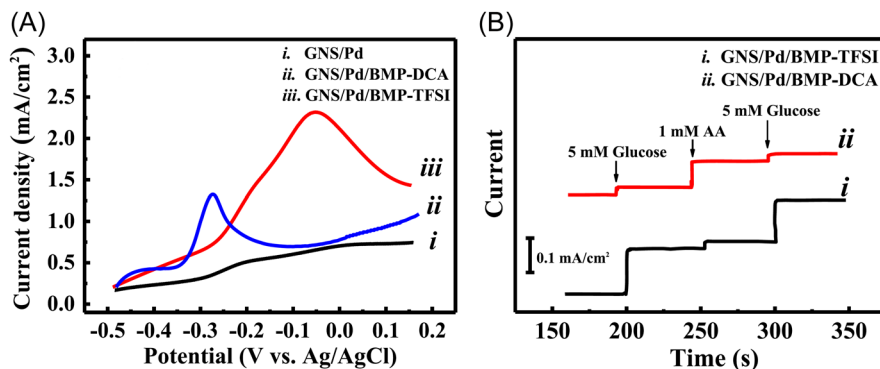 (A)
3.0
2.5
2.0
1.5
1.0
0.5
0.0
Current density (mA/cm²)
i. GNS/Pd
ii. GNS/Pd/BMP-DCA
iii. GNS/Pd/BMP-TFSI
iii
ii
i
-0.5 -0.4 -0.3 -0.2 -0.1 0.0 0.1 0.2
Potential (V vs. Ag/AgCl)
(B)
Current
i. GNS/Pd/BMP-TFSI
ii. GNS/Pd/BMP-DCA
5 mM Glucose
1 mM AA
5 mM Glucose
ii
i
0.1 mA/cm²
150 200 250 300 350
Time (s)